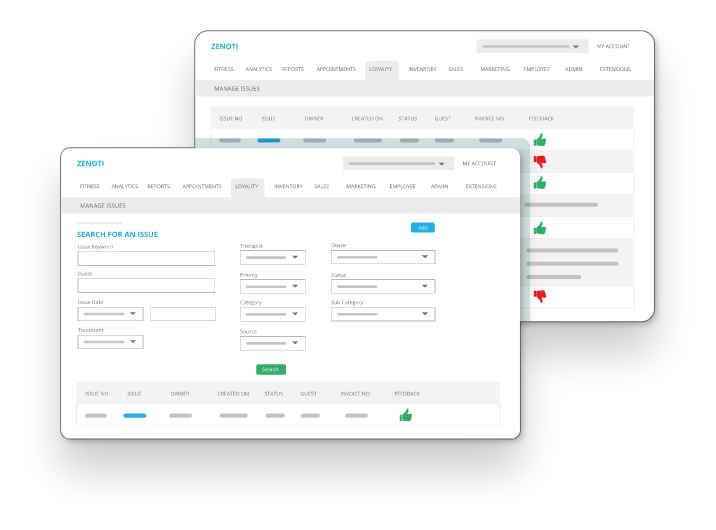 ZENOTI
MY ACCOUNT
FITNESS ANALYTICS REPORTS APPOINTMENTS LOYALITY INVENTORY SALES MARKETING EMPLOYEE ADMIN EXTENSIONS
MANAGE ISSUES
ISSUE NO ISSUE OWNER CREATED ON STATUS GUEST INVOICE NO FEEDBACK
ZENOTI
MY ACCOUNT
FITNESS ANALYTICS REPORTS APPOINTMENTS LOYALITY INVENTORY SALES MARKETING EMPLOYEE ADMIN EXTENSIONS
MANAGE ISSUES
Add
SEARCH FOR AN ISSUE
Issue Keyword Therapist Owner
Guest Priority Status
Issue Date Category Sub Category
Treatment Source
Search
ISSUE NO ISSUE OWNER CREATED ON STATUS GUEST INVOICE NO FEEDBACK